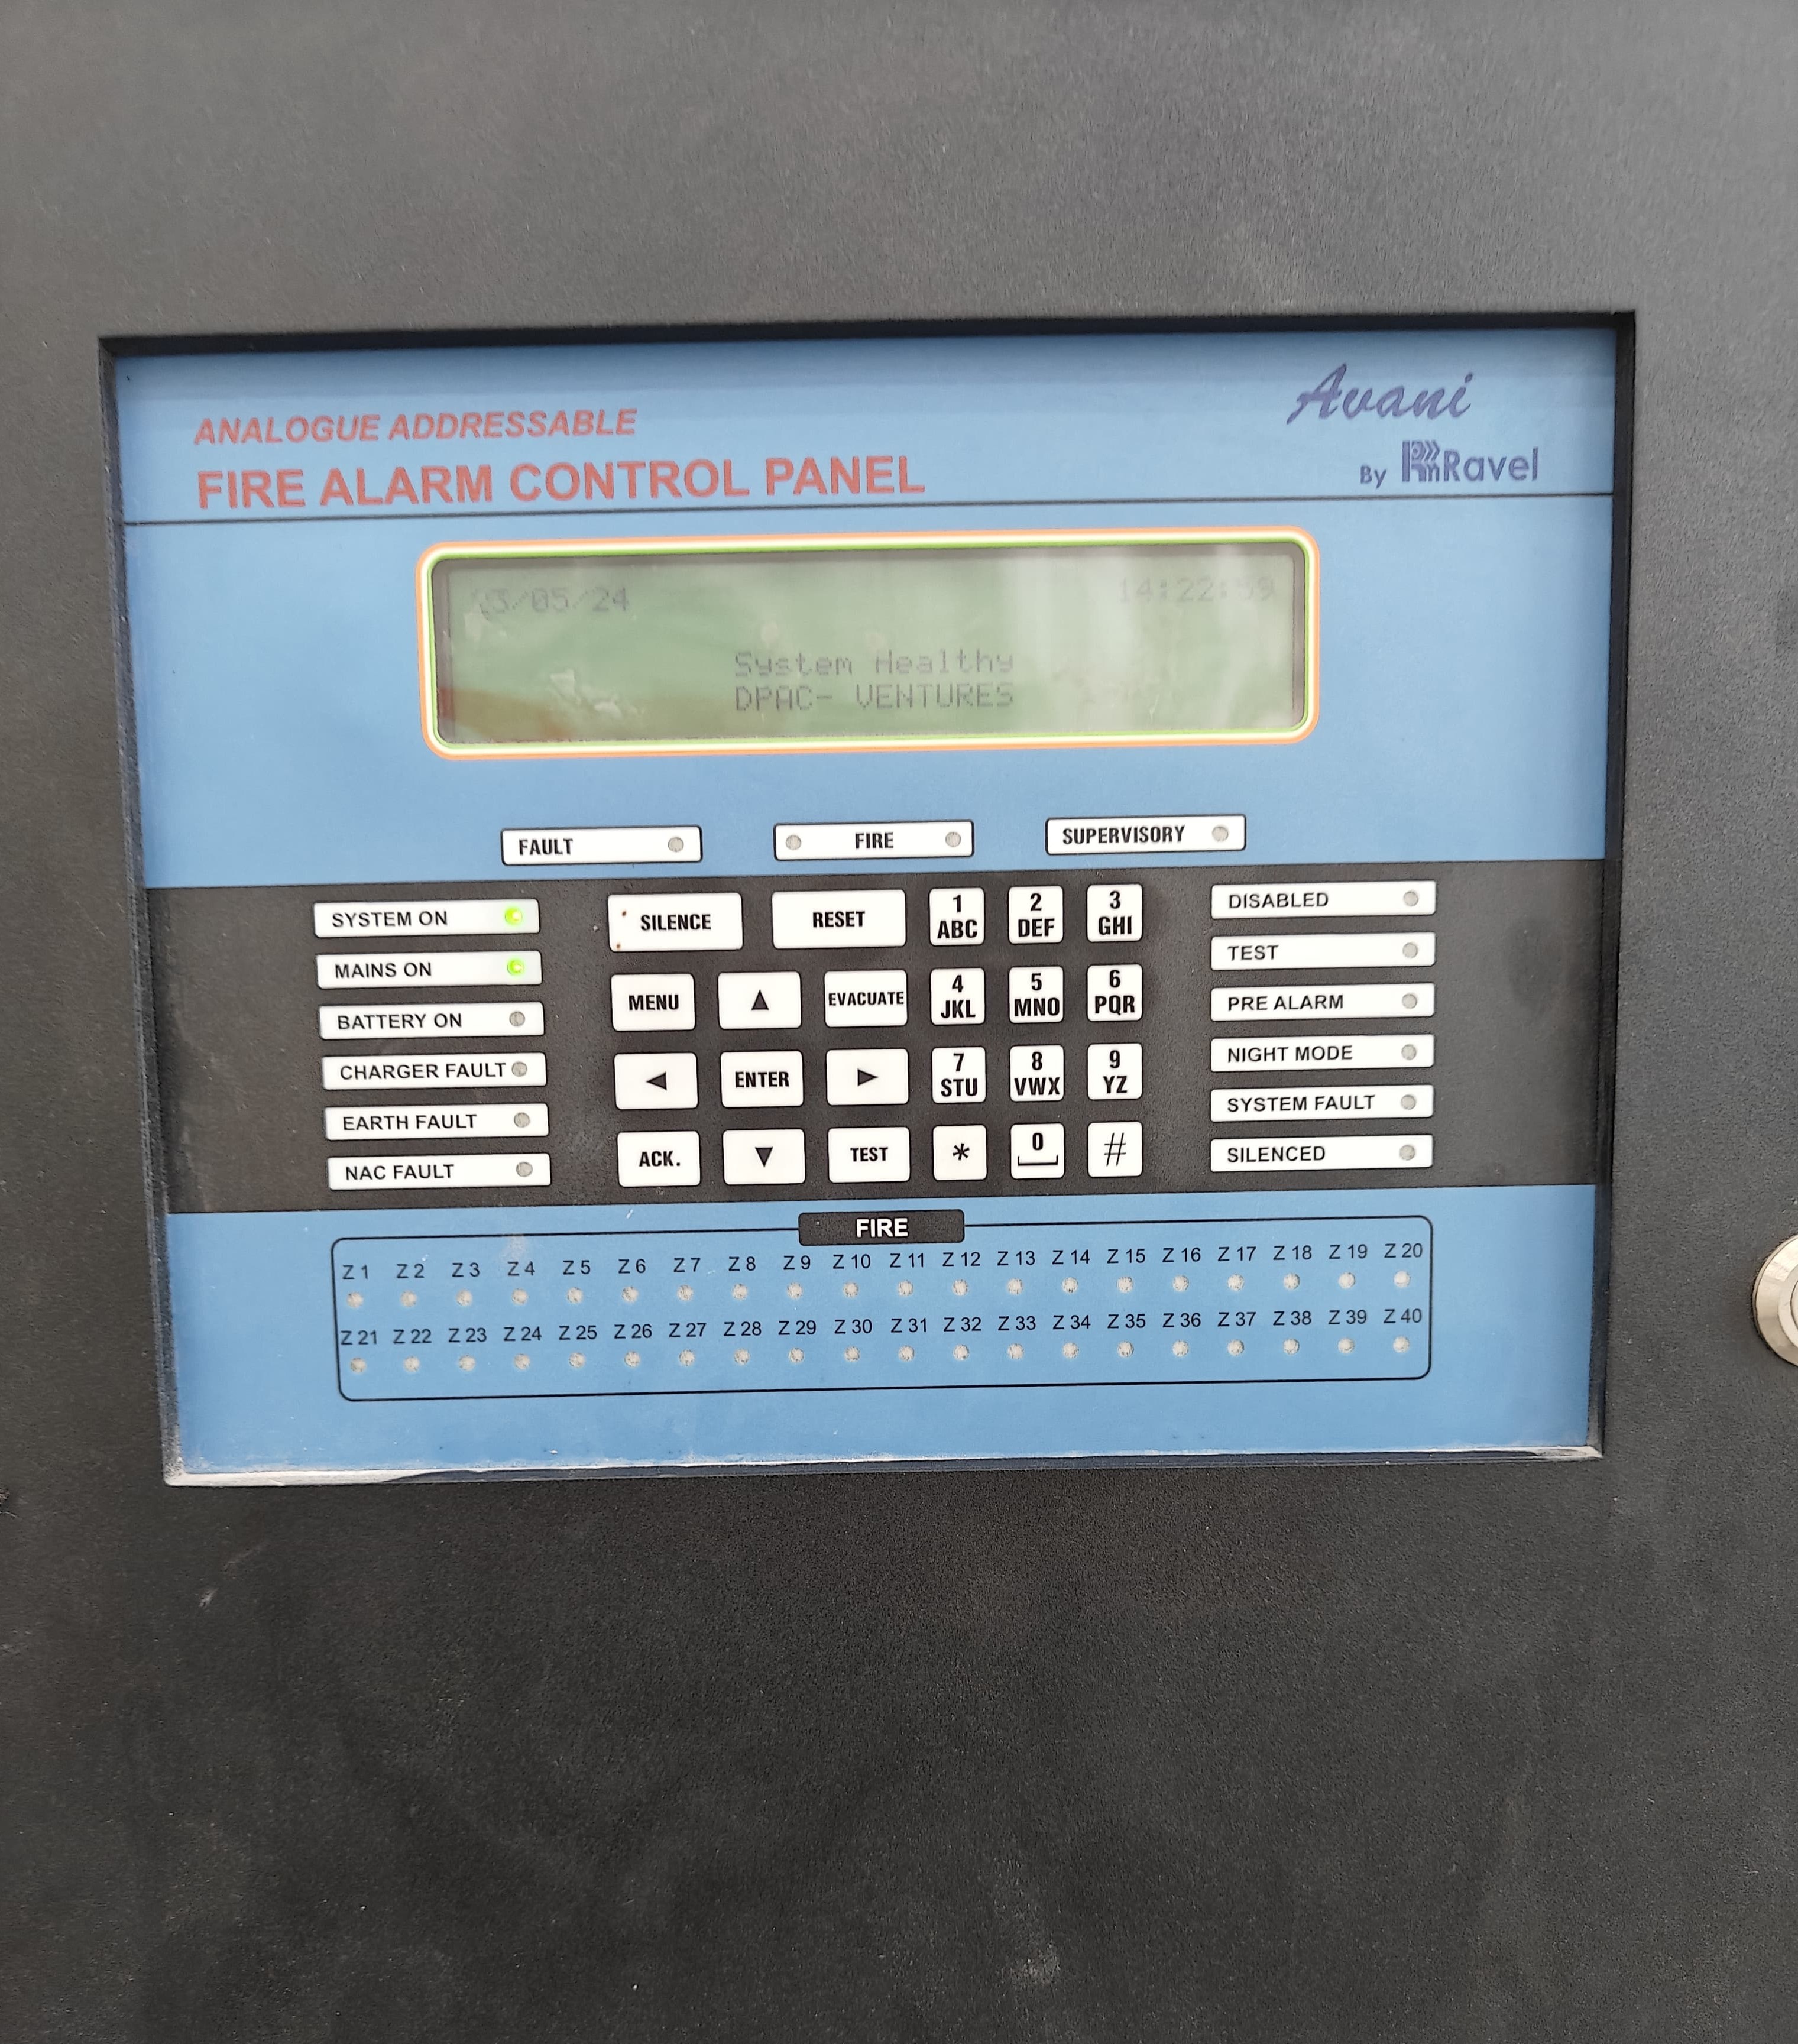 ANALOGUE ADDRESSABLE
FIRE ALARM CONTROL PANEL
Avani
By Ravel
System Healthy
DPAC- VENTURES
FAULT
FIRE
SUPERVISORY
SYSTEM ON
MAINS ON
BATTERY ON
CHARGER FAULT
EARTH FAULT
NAC FAULT
SILENCE RESET 1 ABC 2 DEF 3 GHI
MENU ▲ EVACUATE 4 JKL 5 MNO 6 PQR
◄ ENTER ► 7 STU 8 VWX 9 YZ
ACK. ▼ TEST * 0 #
DISABLED
TEST
PRE ALARM
NIGHT MODE
SYSTEM FAULT
SILENCED
FIRE
Z 1 Z 2 Z 3 Z 4 Z 5 Z 6 Z 7 Z 8 Z 9 Z 10 Z 11 Z 12 Z 13 Z 14 Z 15 Z 16 Z 17 Z 18 Z 19 Z 20
Z 21 Z 22 Z 23 Z 24 Z 25 Z 26 Z 27 Z 28 Z 29 Z 30 Z 31 Z 32 Z 33 Z 34 Z 35 Z 36 Z 37 Z 38 Z 39 Z 40